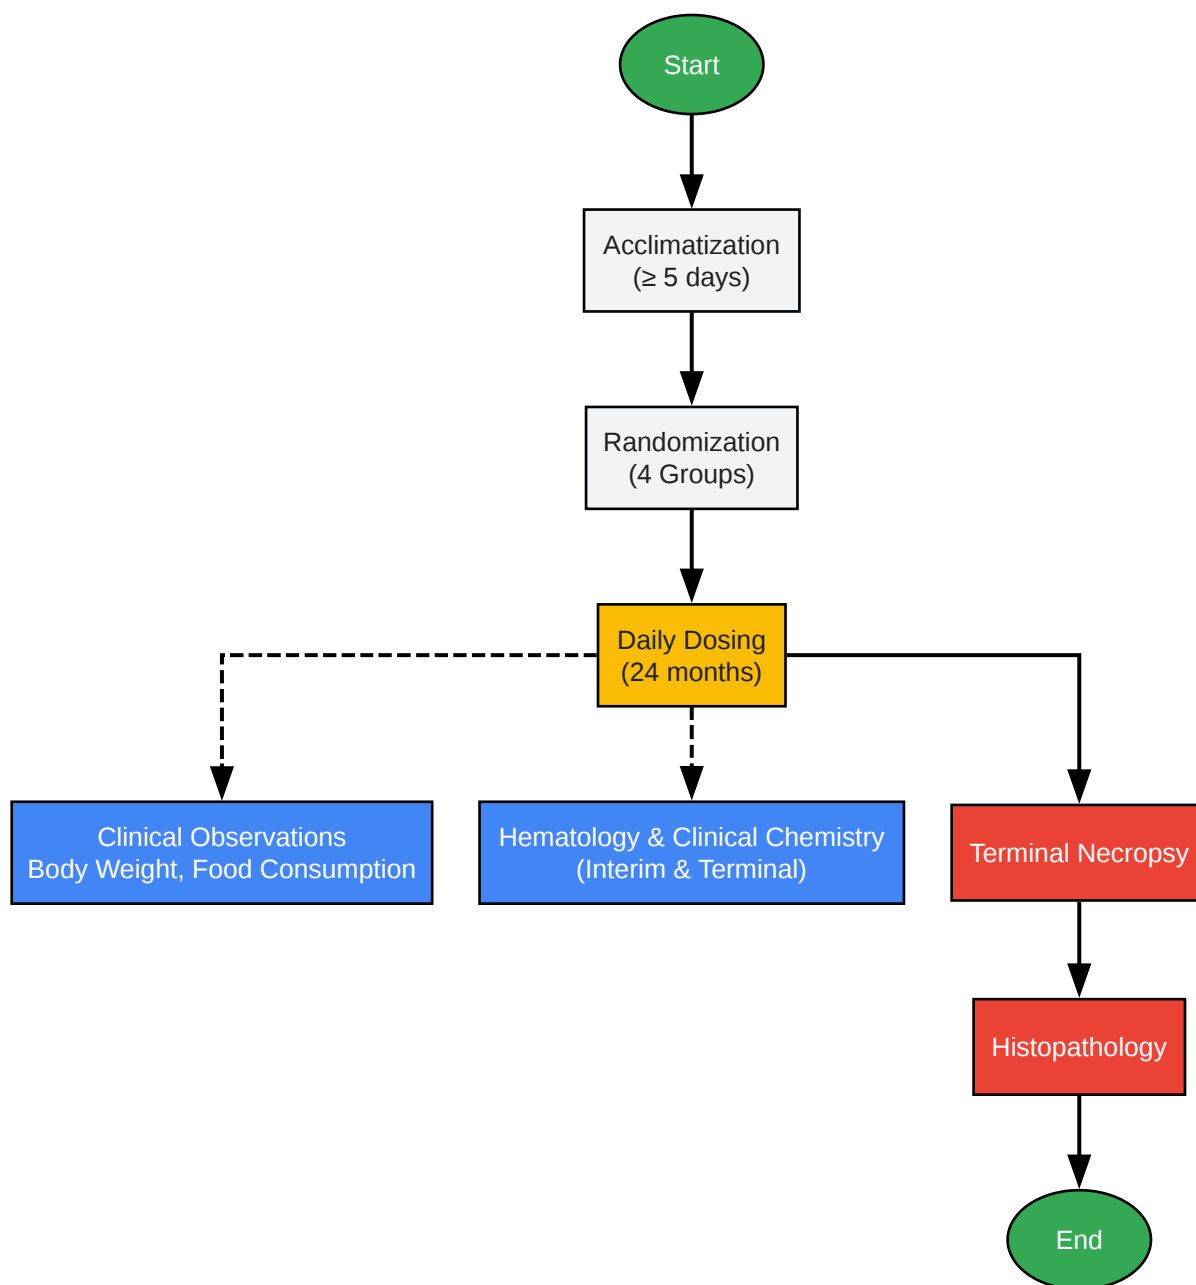 Start
Acclimatization
(≥ 5 days)
Randomization
(4 Groups)
Daily Dosing
(24 months)
Clinical Observations
Body Weight, Food Consumption
Hematology & Clinical Chemistry
(Interim & Terminal)
Terminal Necropsy
Histopathology
End